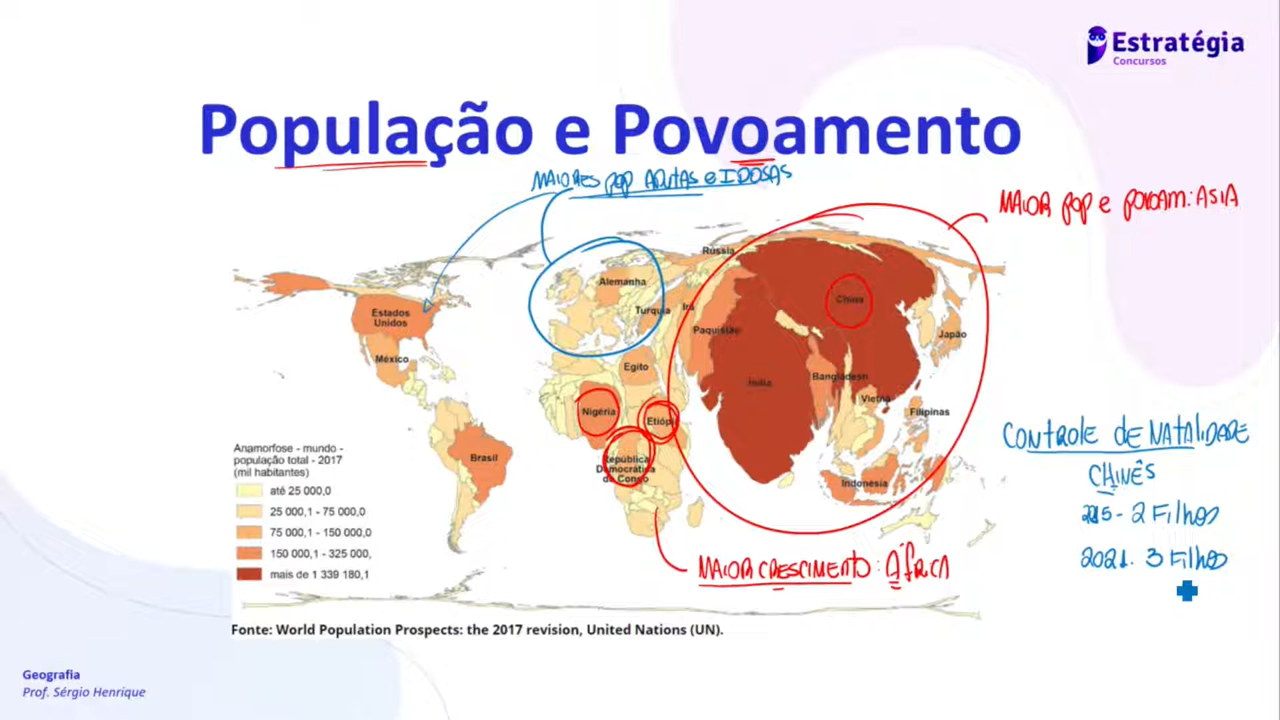 Estratégia
Concursos
População e Povoamento
MAIORES POP ADULTAS e IDOSAS
MAIOR POP e POVOAM: ASIA
Rússia
Alemanha
Estados
Unidos
Turquia
Irã
China
Paquistão
Japão
México
Egito
Índia
Bangladesh
Vietnã
Nigéria
Etiópia
Filipinas
República
Democrática
do Congo
Brasil
Indonésia
CONTROLE de NATALIDADE
CHINÊS
2015 - 2 Filhos
2021. 3 Filhos
Anamorfose - mundo -
população total - 2017
(mil habitantes)
até 25 000,0
25 000,1 - 75 000,0
75 000,1 - 150 000,0
150 000,1 - 325 000,
mais de 1 339 180,1
MAIOR CRESCIMENTO: ÁfRICA
Fonte: World Population Prospects: the 2017 revision, United Nations (UN).
Geografia
Prof. Sérgio Henrique